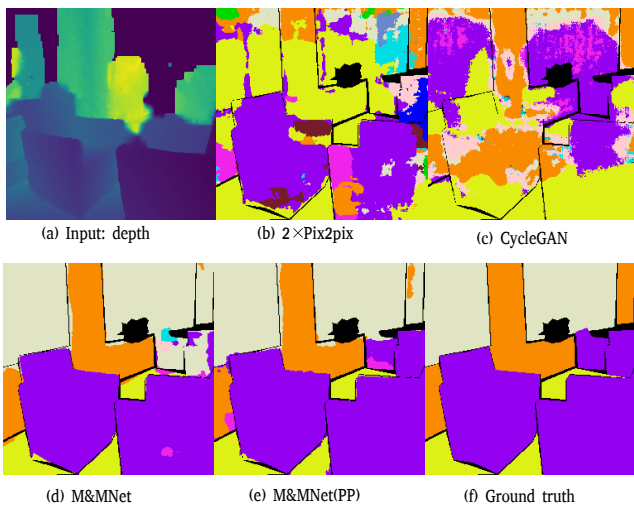 (a) Input: depth
(b) 2×Pix2pix
(c) CycleGAN
(d) M&MNet
(e) M&MNet(PP)
(f) Ground truth